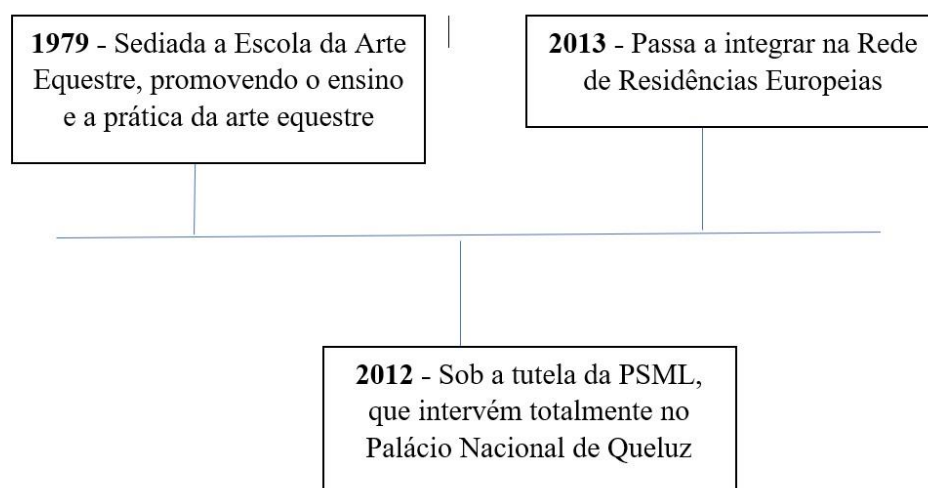 1979 - Sediada a Escola da Arte
Equestre, promovendo o ensino
e a prática da arte equestre
2013 - Passa a integrar na Rede
de Residências Europeias
2012 - Sob a tutela da PSML,
que intervém totalmente no
Palácio Nacional de Queluz